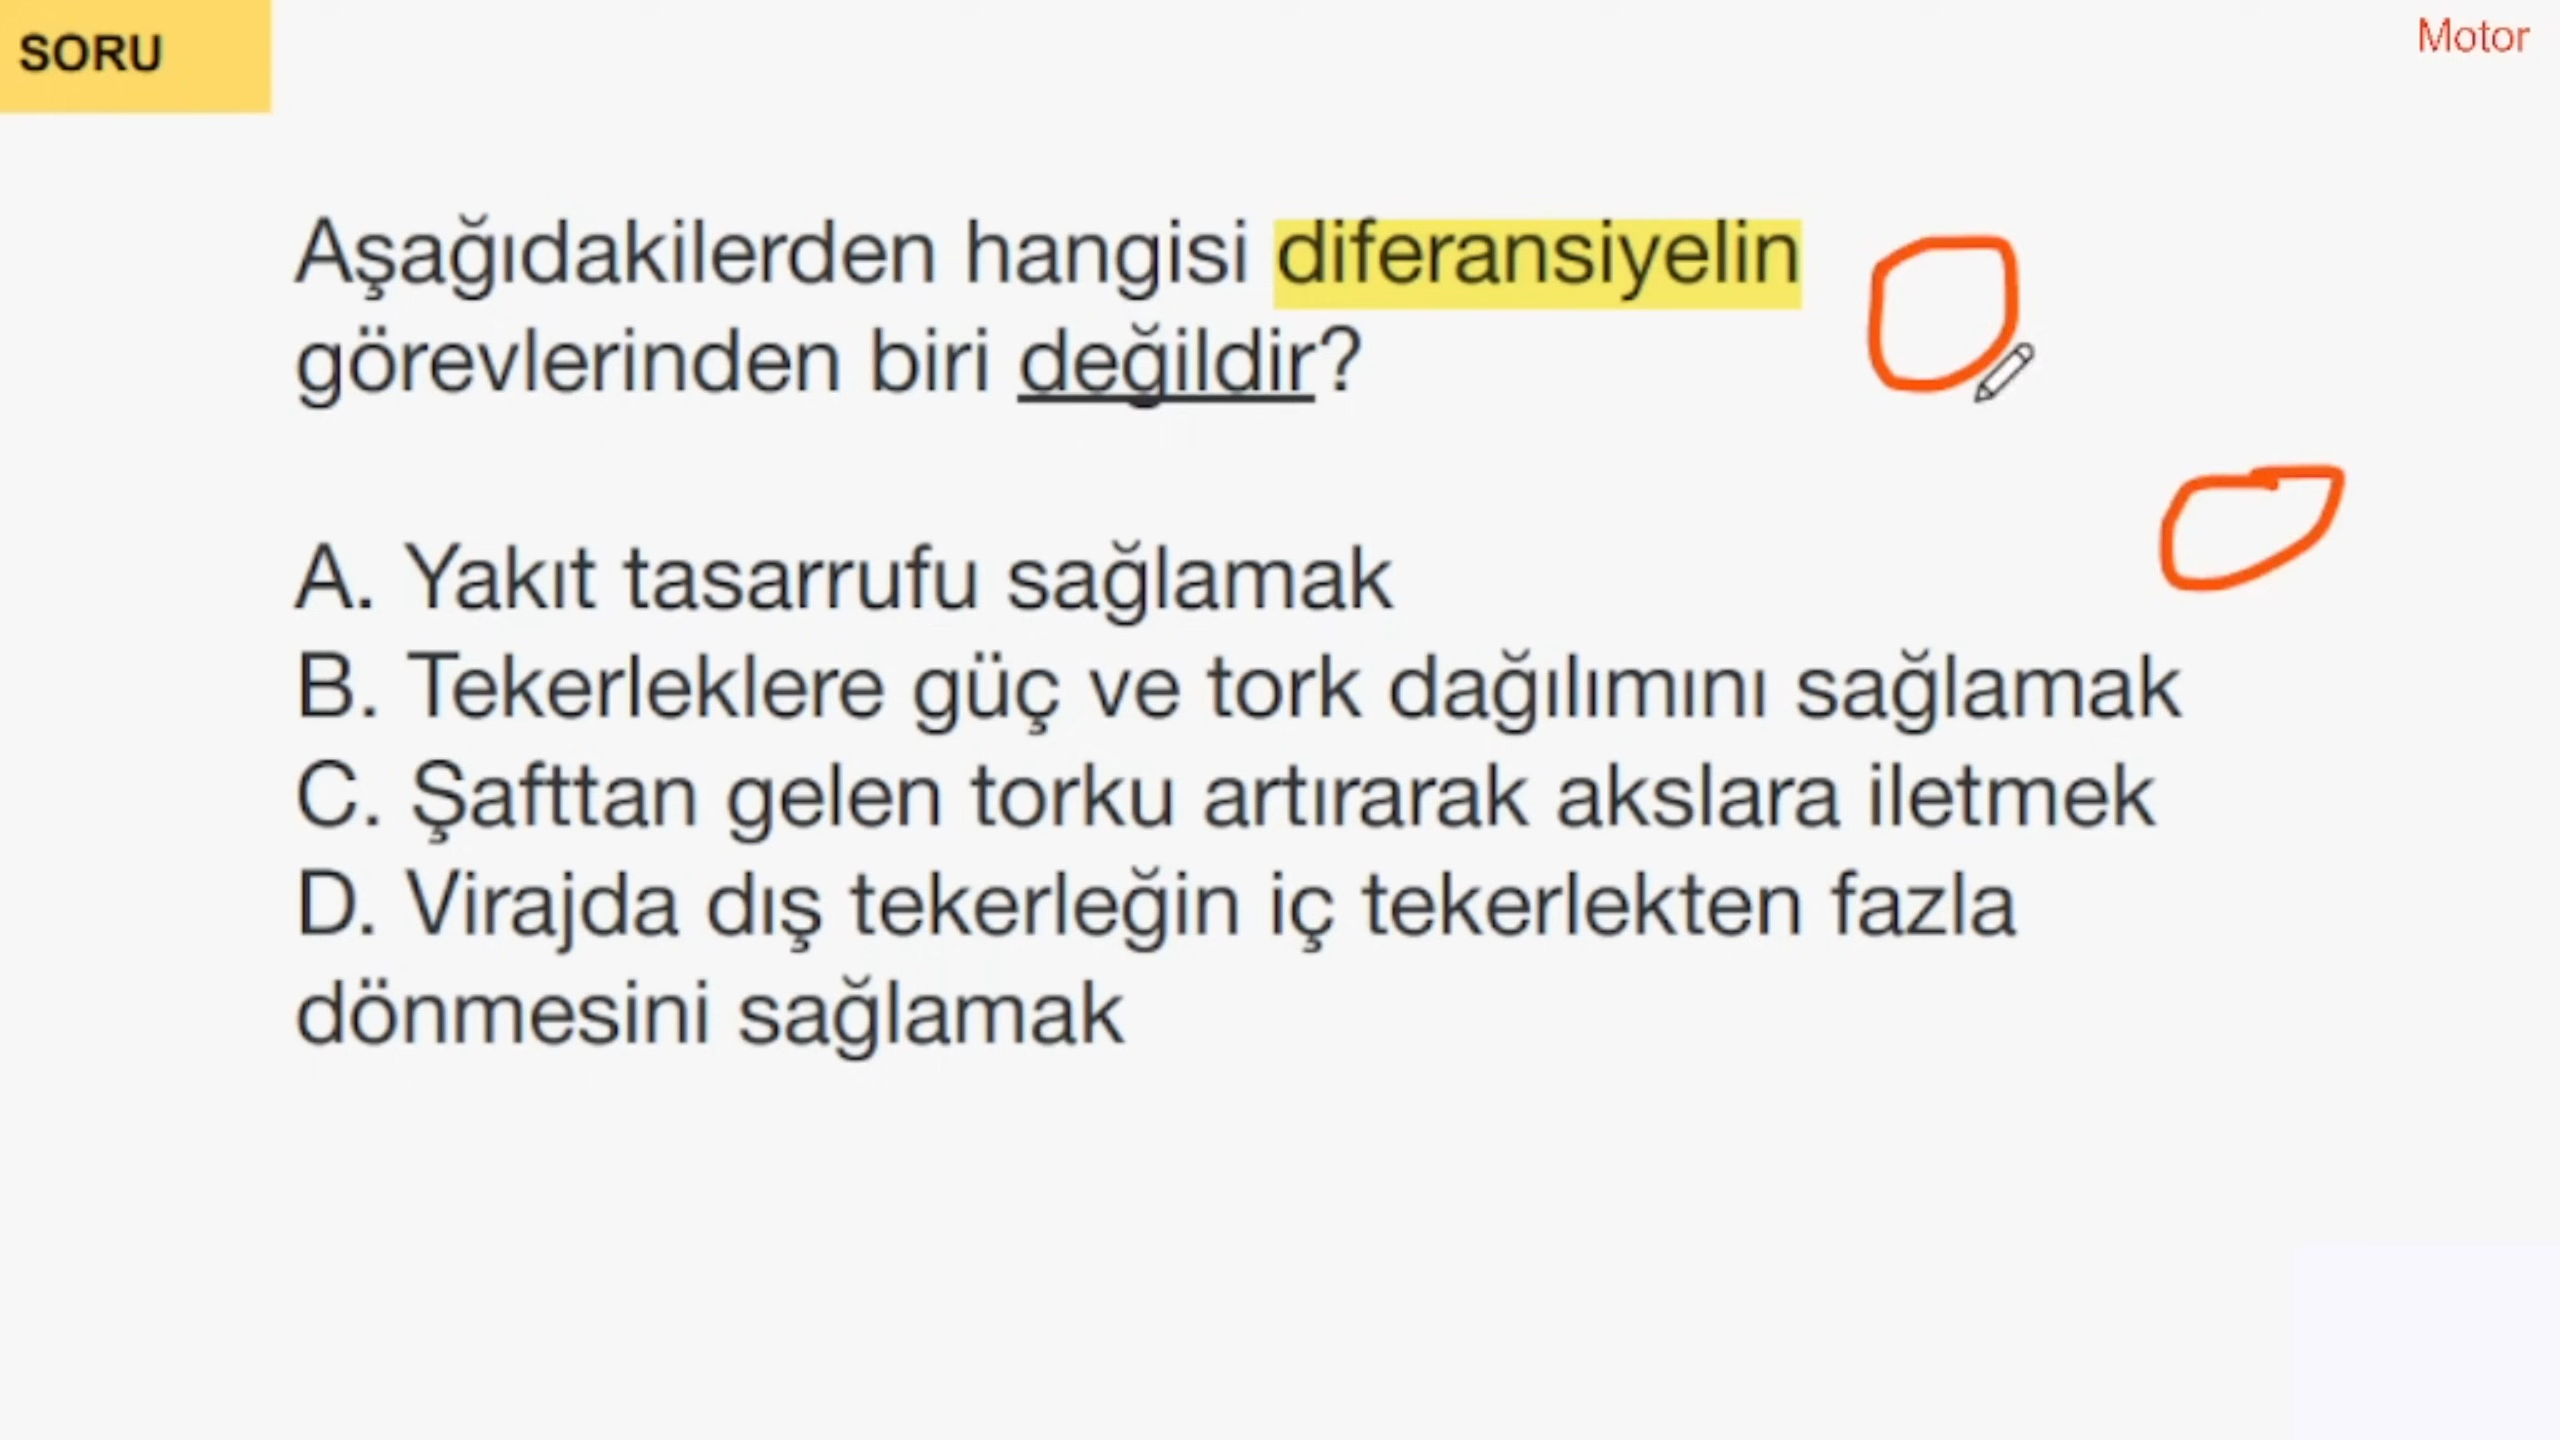 SORU
Motor
Aşağıdakilerden hangisi diferansiyelin
görevlerinden biri değildir?
A. Yakıt tasarrufu sağlamak
B. Tekerleklere güç ve tork dağılımını sağlamak
C. Şafttan gelen torku artırarak akslara iletmek
D. Virajda dış tekerleğin iç tekerlekten fazla
dönmesini sağlamak